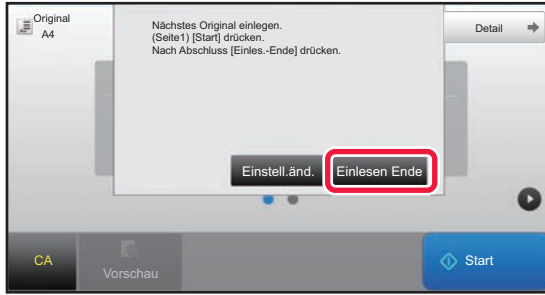 Original
A4
Nächstes Original einlegen.
(Seite1) [Start] drücken.
Nach Abschluss [Einles.-Ende] drücken.
Detail
Einstell.änd.
Einlesen Ende
CA
Vorschau
Start